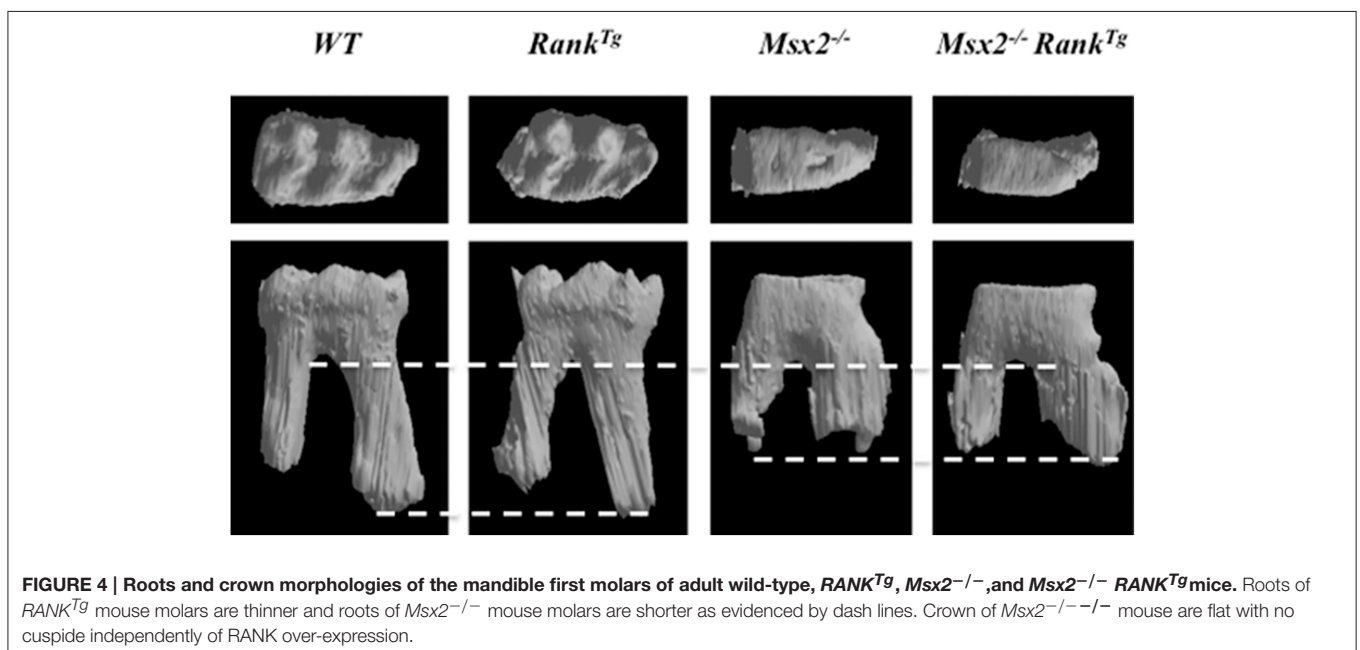 WT Rank^Tg Msx2^-/- Msx2^-/- Rank^Tg
FIGURE 4 | Roots and crown morphologies of the mandible first molars of adult wild-type, RANK^Tg, Msx2^−/−,and Msx2^−/− RANK^Tg mice. Roots of
RANK^Tg mouse molars are thinner and roots of Msx2^−/− mouse molars are shorter as evidenced by dash lines. Crown of Msx2^−/−−/− mouse are flat with no
cuspide independently of RANK over-expression.